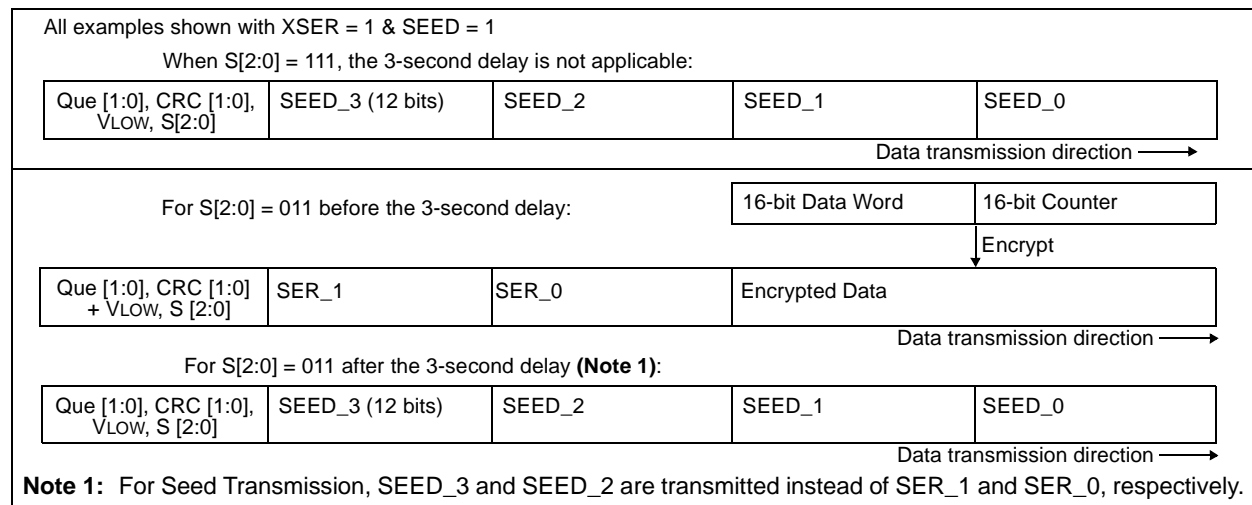 All examples shown with XSER = 1 & SEED = 1
When S[2:0] = 111, the 3-second delay is not applicable:
Que [1:0], CRC [1:0], VLOW, S[2:0]
SEED_3 (12 bits)
SEED_2
SEED_1
SEED_0
Data transmission direction
For S[2:0] = 011 before the 3-second delay:
16-bit Data Word
16-bit Counter
Encrypt
Que [1:0], CRC [1:0]
+ VLOW, S [2:0]
SER_1
SER_0
Encrypted Data
Data transmission direction
For S[2:0] = 011 after the 3-second delay (Note 1):
Que [1:0], CRC [1:0],
VLOW, S [2:0]
SEED_3 (12 bits)
SEED_2
SEED_1
SEED_0
Data transmission direction
Note 1: For Seed Transmission, SEED_3 and SEED_2 are transmitted instead of SER_1 and SER_0, respectively.